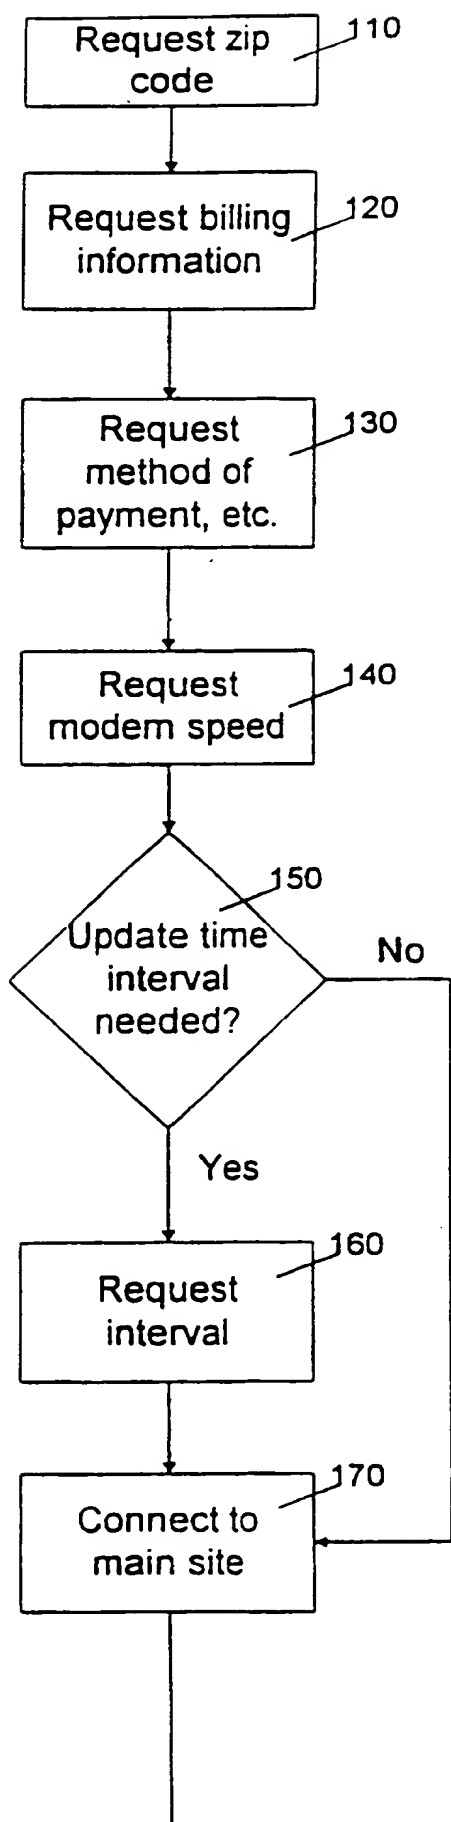 Request zip
code
110
Request billing
information
120
Request
method of
payment, etc.
130
Request
modem speed
140
150
Update time
interval
needed?
No
Yes
160
Request
interval
170
Connect to
main site